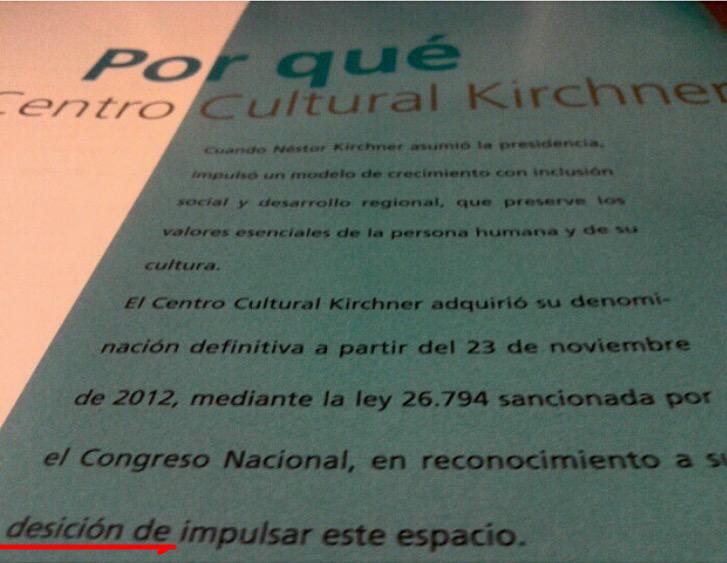 Por qué
Centro Cultural Kirchner
Cuando Néstor Kirchner asumió la presidencia,
impulsó un modelo de crecimiento con inclusión
social y desarrollo regional, que preserve los
valores esenciales de la persona humana y de su
cultura.
El Centro Cultural Kirchner adquirió su denomi-
nación definitiva a partir del 23 de noviembre
de 2012, mediante la ley 26.794 sancionada por
el Congreso Nacional, en reconocimiento a su
desición de impulsar este espacio.